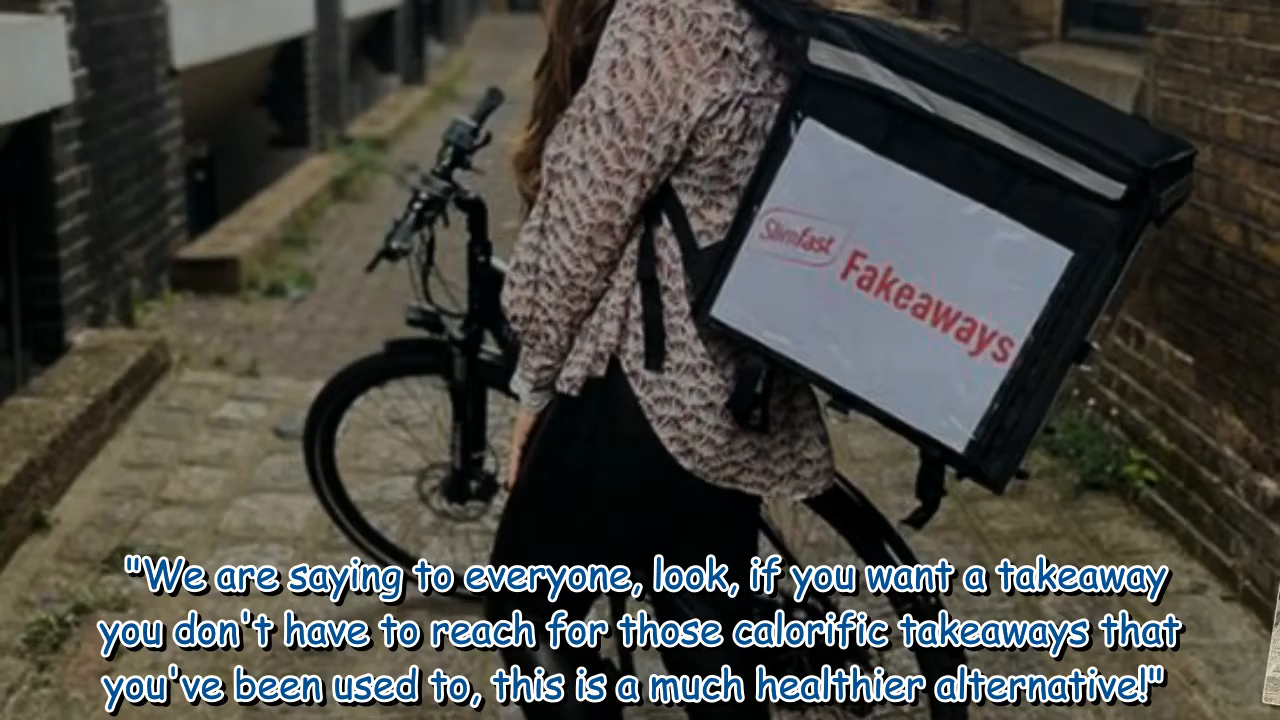 Slimfast
Fakeaways
"We are saying to everyone, look, if you want a takeaway
you don't have to reach for those calorific takeaways that
you've been used to, this is a much healthier alternative!"